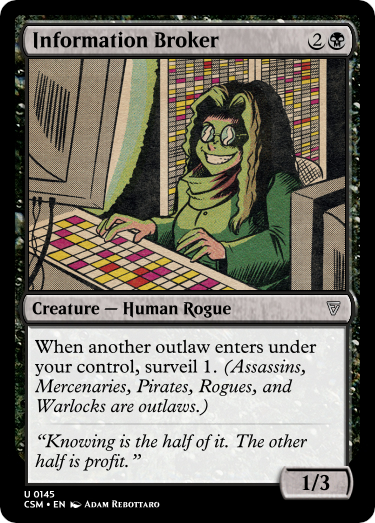 Information Broker 2
Creature — Human Rogue
When another outlaw enters under
your control, surveil 1. (Assassins,
Mercenaries, Pirates, Rogues, and
Warlocks are outlaws.)
“Knowing is the half of it. The other
half is profit.”
1/3
U 0145
CSM • EN Adam Rebottaro